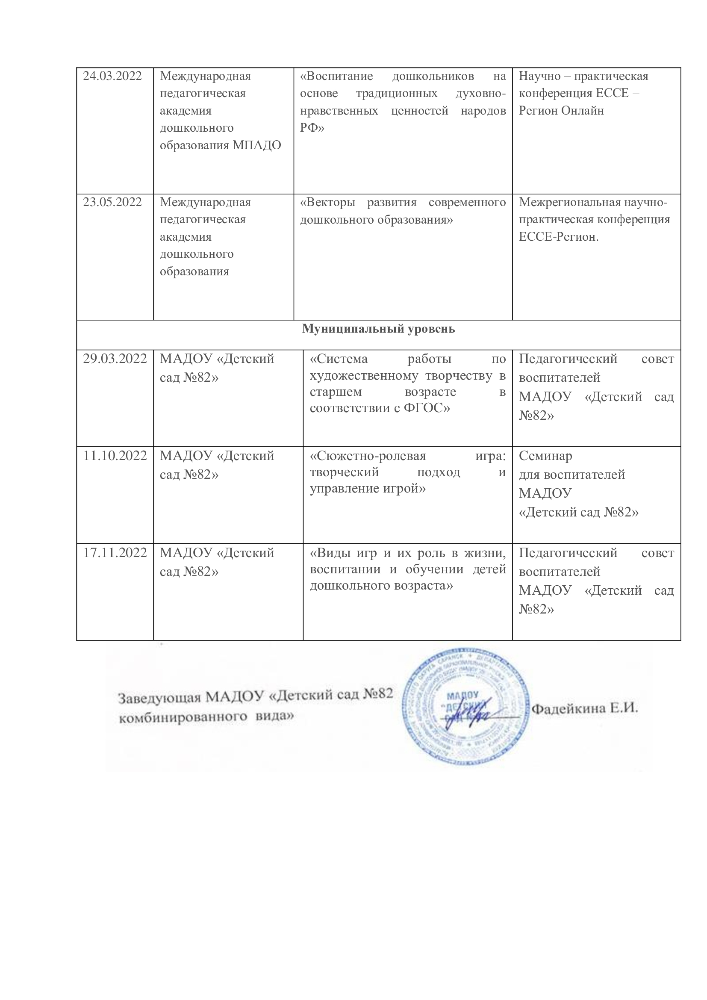 24.03.2022
Международная
педагогическая
академия
дошкольного
образования МПАДО
«Воспитание дошкольников на
основе традиционных духовно-
нравственных ценностей народов
РФ»
Научно – практическая
конференция ЕССЕ –
Регион Онлайн
23.05.2022
Международная
педагогическая
академия
дошкольного
образования
«Векторы развития современного
дошкольного образования»
Межрегиональная научно-
практическая конференция
ЕССЕ-Регион.
Муниципальный уровень
29.03.2022
МАДОУ «Детский
сад №82»
«Система работы по
художественному творчеству в
старшем возрасте в
соответствии с ФГОС»
Педагогический совет
воспитателей
МАДОУ «Детский сад
№82»
11.10.2022
МАДОУ «Детский
сад №82»
«Сюжетно-ролевая игра:
творческий подход и
управление игрой»
Семинар
для воспитателей
МАДОУ
«Детский сад №82»
17.11.2022
МАДОУ «Детский
сад №82»
«Виды игр и их роль в жизни,
воспитании и обучении детей
дошкольного возраста»
Педагогический совет
воспитателей
МАДОУ «Детский сад
№82»
Заведующая МАДОУ «Детский сад №82
комбинированного вида»
МАДОУ
"ДЕТСКИЙ
САД
ОКРУГА САРАНСК * ДЕПАРТАМЕНТ
Фадейкина Е.И.